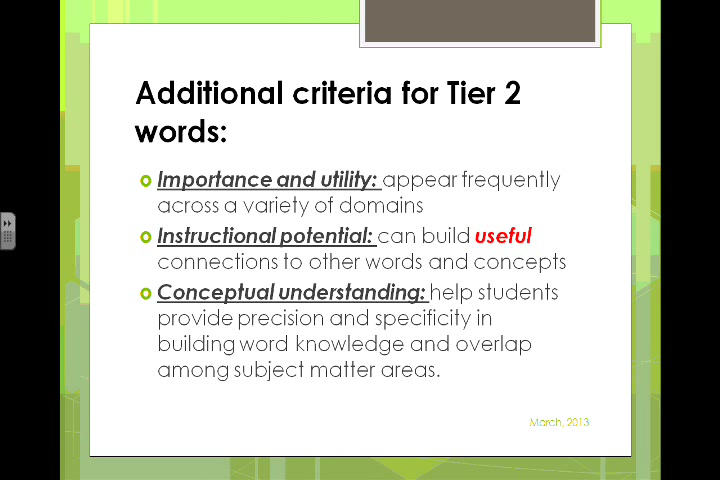 Additional criteria for Tier 2
words:
Importance and utility: appear frequently
across a variety of domains
Instructional potential: can build useful
connections to other words and concepts
Conceptual understanding: help students
provide precision and specificity in
building word knowledge and overlap
among subject matter areas.
March, 2013